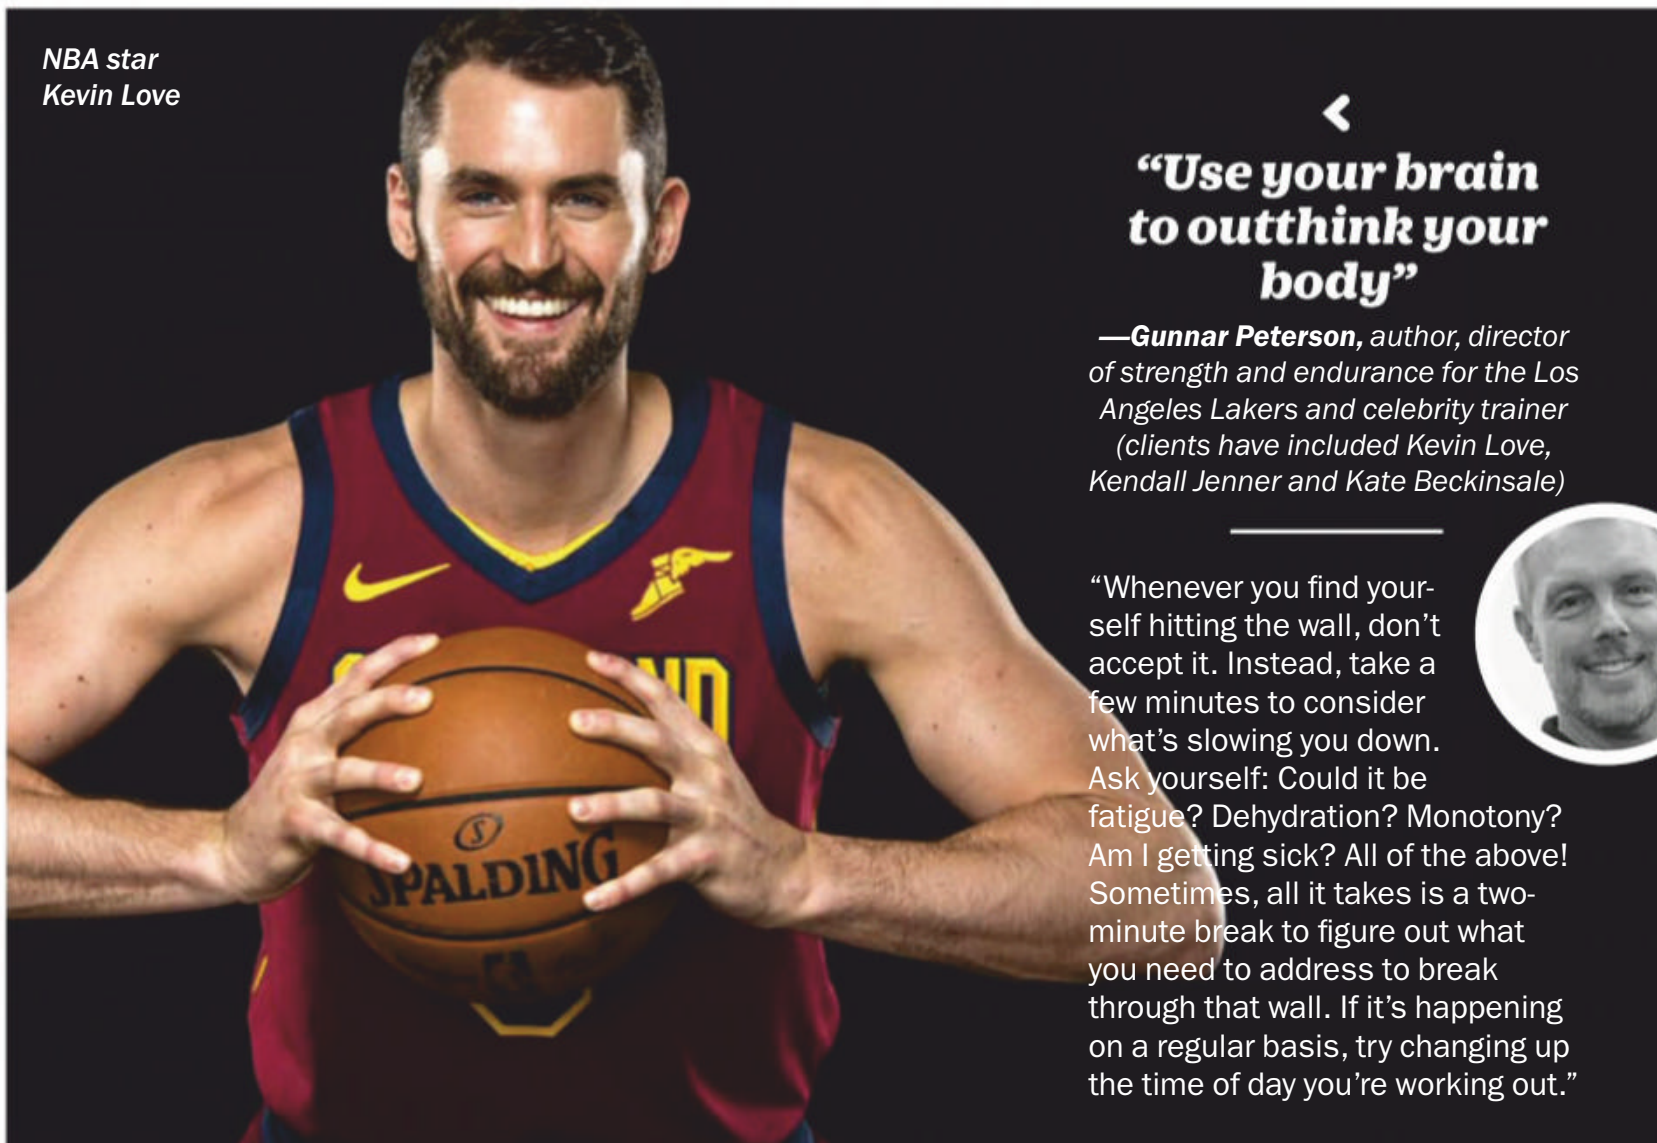 NBA star
Kevin Love
“Use your brain
to outthink your
body”
—Gunnar Peterson, author, director
of strength and endurance for the Los
Angeles Lakers and celebrity trainer
(clients have included Kevin Love,
Kendall Jenner and Kate Beckinsale)
“Whenever you find your-
self hitting the wall, don’t
accept it. Instead, take a
few minutes to consider
what’s slowing you down.
Ask yourself: Could it be
fatigue? Dehydration? Monotony?
Am I getting sick? All of the above!
Sometimes, all it takes is a two-
minute break to figure out what
you need to address to break
through that wall. If it’s happening
on a regular basis, try changing up
the time of day you’re working out.”
SPALDING